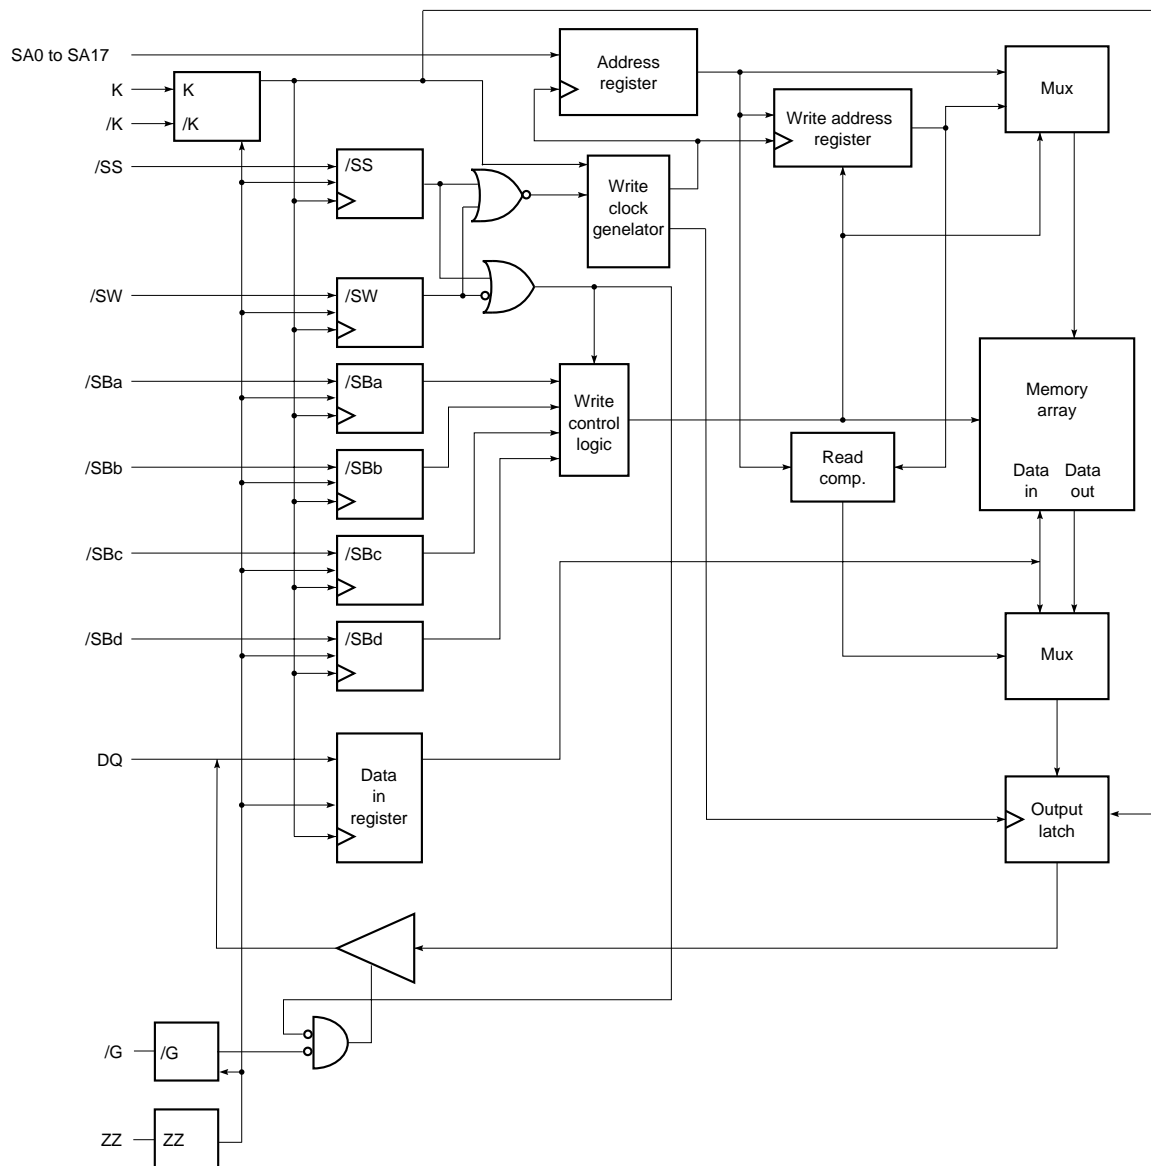 SA0 to SA17
Address
register
Mux
K
K
/K
/K
Write address
register
/SS
/SS
Write
clock
genelator
/SW
/SW
/SBa
/SBa
Write
control
logic
Memory
array
Data
in
Data
out
/SBb
/SBb
Read
comp.
/SBc
/SBc
/SBd
/SBd
Mux
DQ
Data
in
register
Output
latch
/G
/G
ZZ
ZZ